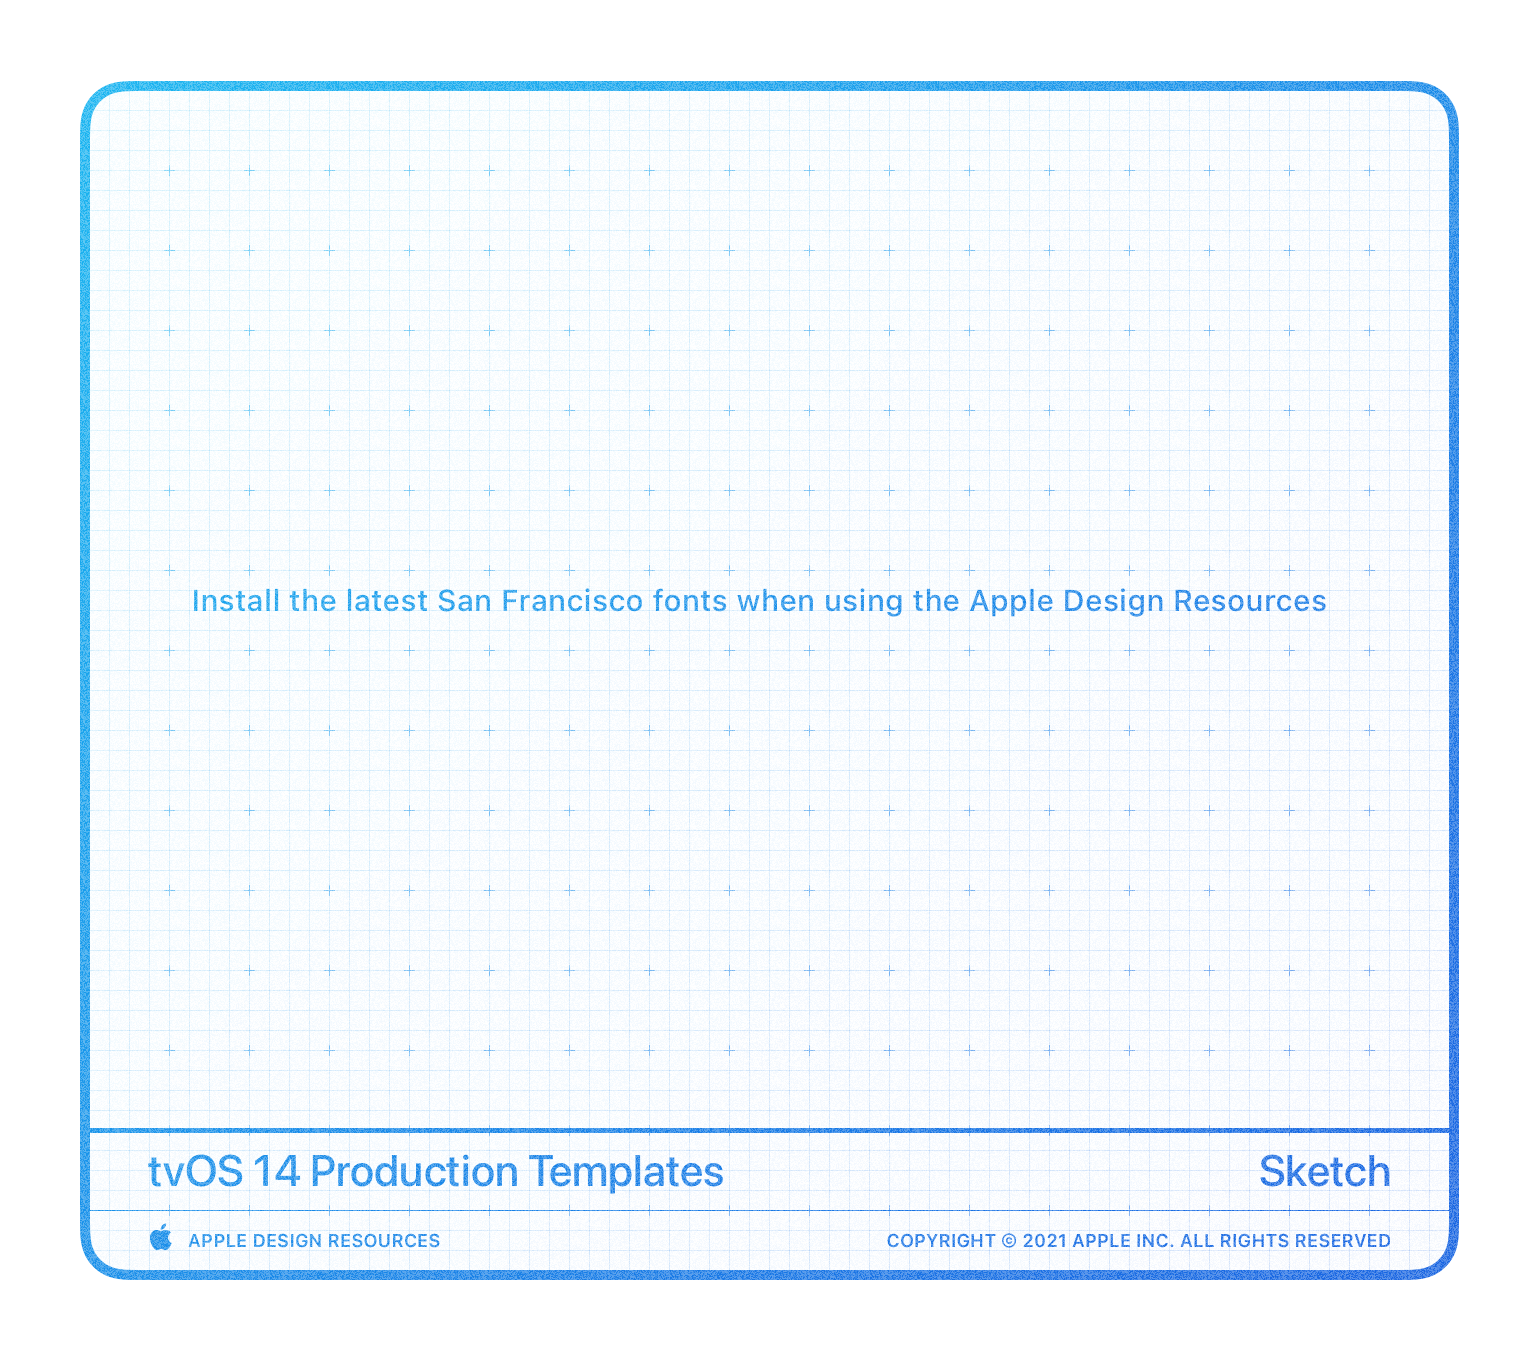 Install the latest San Francisco fonts when using the Apple Design Resources
tvOS 14 Production Templates
Sketch
APPLE DESIGN RESOURCES
COPYRIGHT © 2021 APPLE INC. ALL RIGHTS RESERVED